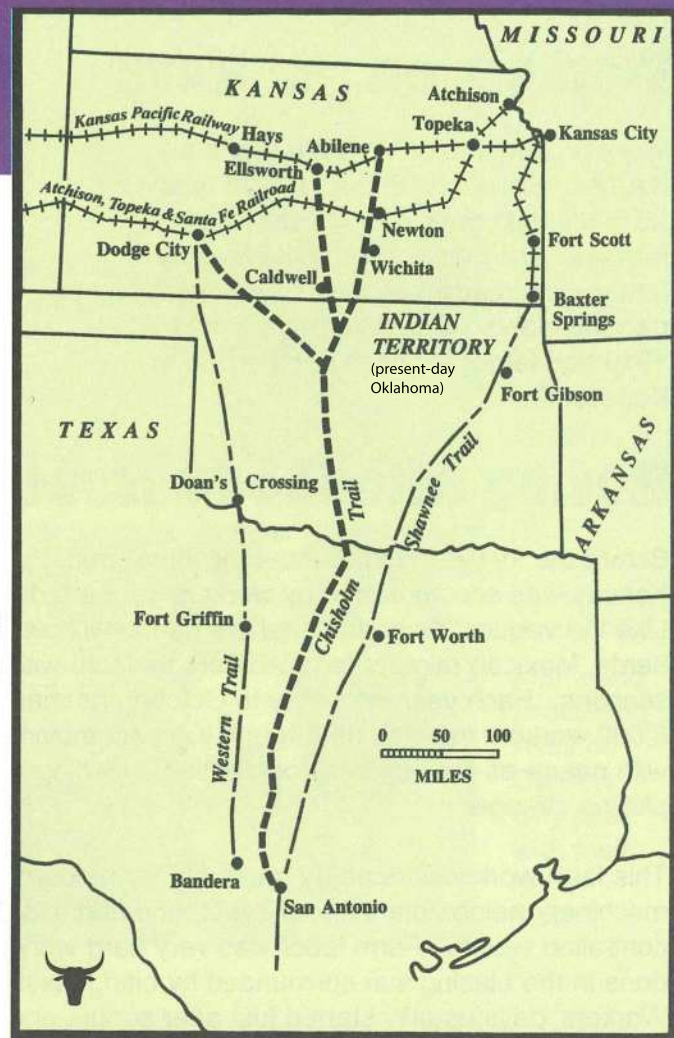 MISSOURI
KANSAS
Atchison
Kansas Pacific Railway
Topeka
Hays
Abilene
Kansas City
Ellsworth
Atchison, Topeka & Santa Fe Railroad
Newton
Dodge City
Wichita
Fort Scott
Caldwell
Baxter
Springs
INDIAN
TERRITORY
(present-day
Oklahoma)
Fort Gibson
TEXAS
ARKANSAS
Shawnee Trail
Doan's Crossing
Trail
Chisholm
Fort Griffin
Fort Worth
Western Trail
0 50 100
MILES
Bandera
San Antonio